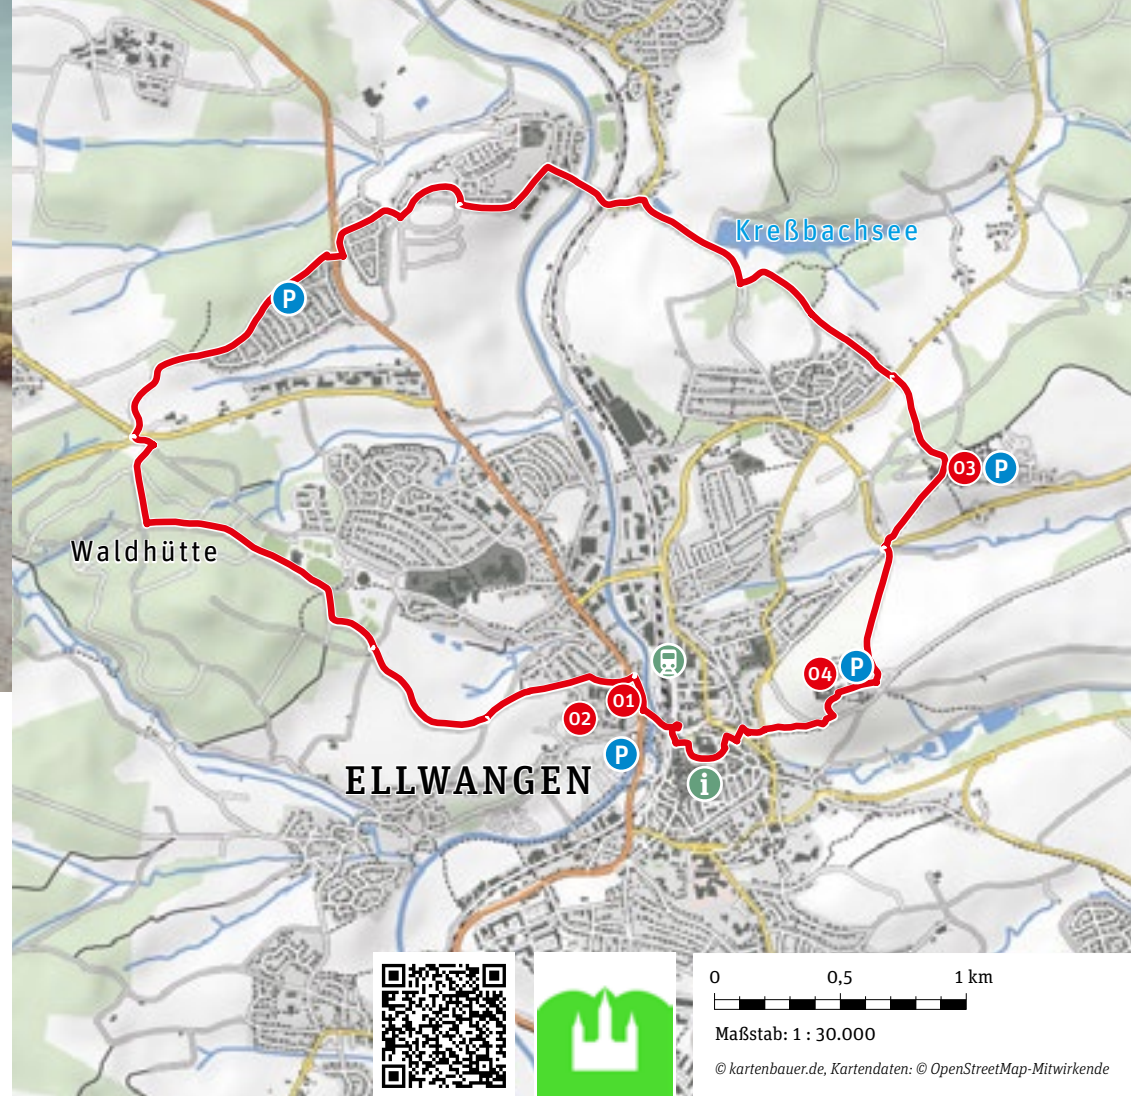 Kreßbachsee
P
03 P
Waldhütte
04 P
01
02
P
ELLWANGEN
i
0 0,5 1 km
Maßstab: 1 : 30.000
© kartenbauer.de, Kartendaten: © OpenStreetMap-Mitwirkende